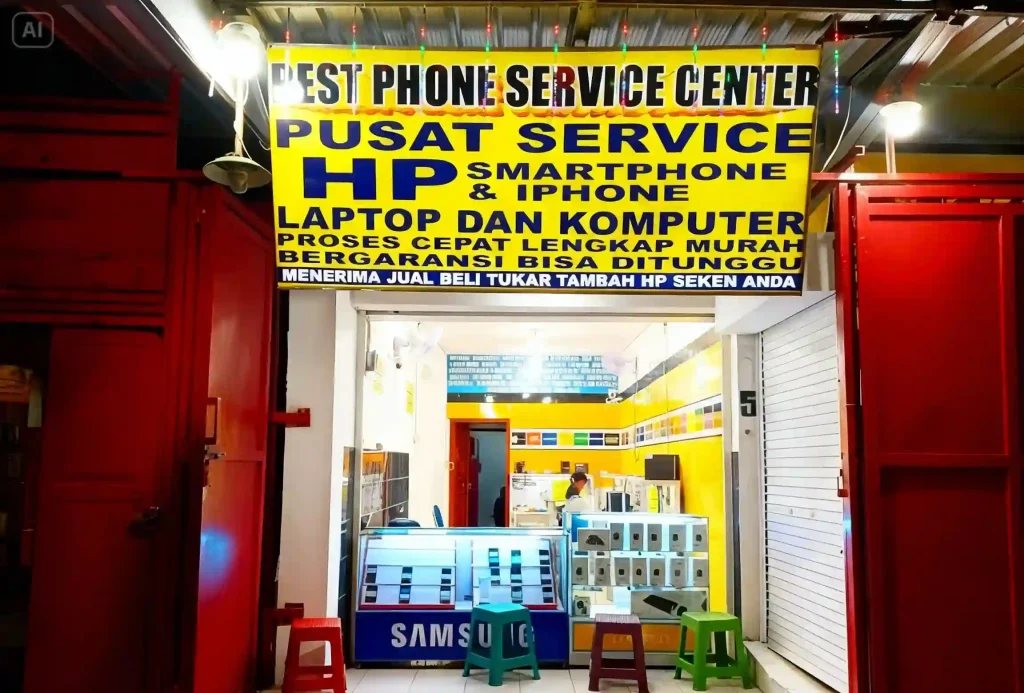 AI
BEST PHONE SERVICE CENTER
PUSAT SERVICE
HP SMARTPHONE
& IPHONE
LAPTOP DAN KOMPUTER
PROSES CEPAT LENGKAP MURAH
BERGARANSI BISA DITUNGGU
MENERIMA JUAL BELI TUKAR TAMBAH HP SEKEN ANDA
5
SAMSUNG